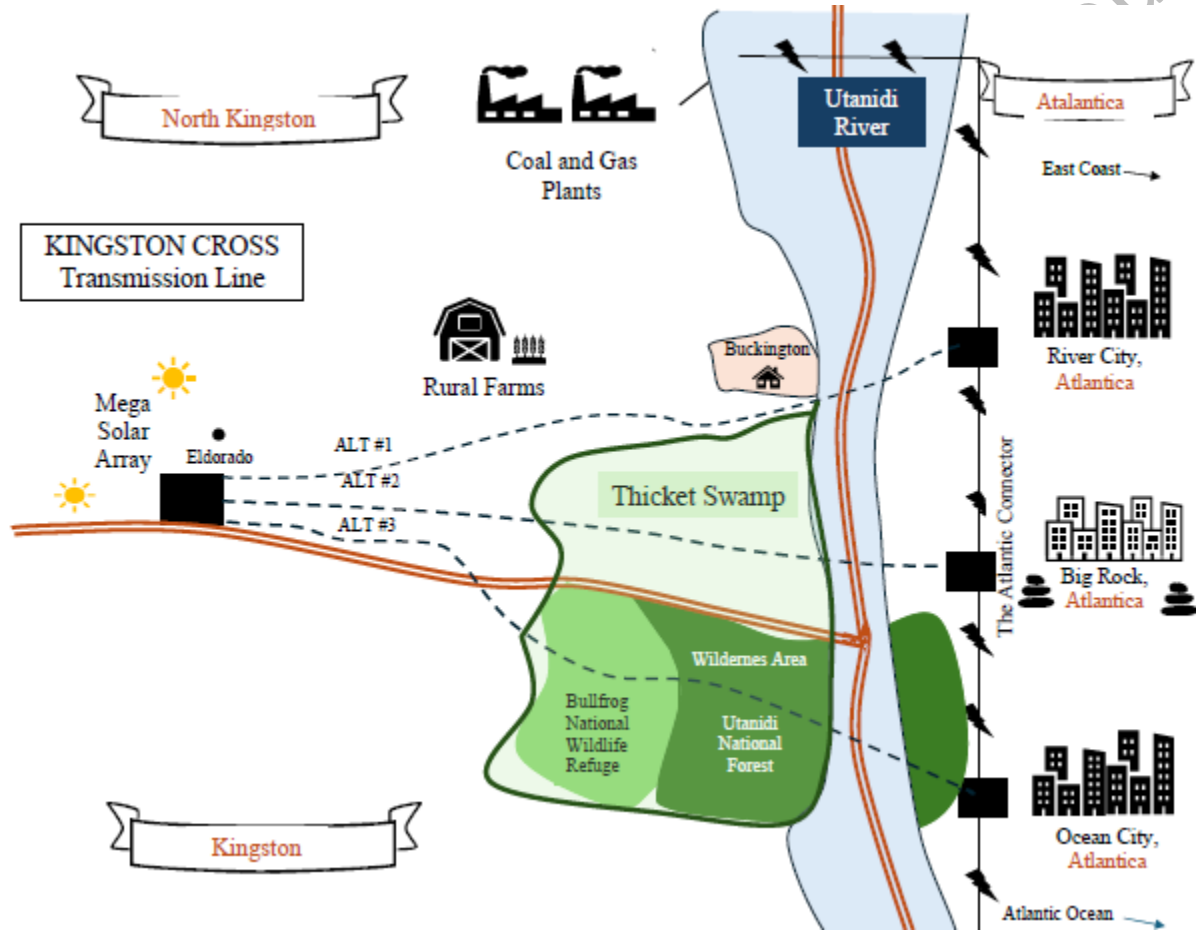 North Kingston
Coal and Gas
Plants
Utanidi
River
Atalantica
East Coast
KINGSTON CROSS
Transmission Line
Rural Farms
Buckington
River City,
Atlantica
Mega
Solar
Array
Eldorado
ALT #1
ALT #2
ALT #3
Thicket Swamp
The Atlantic Connector
Big Rock,
Atlantica
Wildernes Area
Bullfrog
National
Wildlife
Refuge
Utanidi
National
Forest
Kingston
Ocean City,
Atlantica
Atlantic Ocean